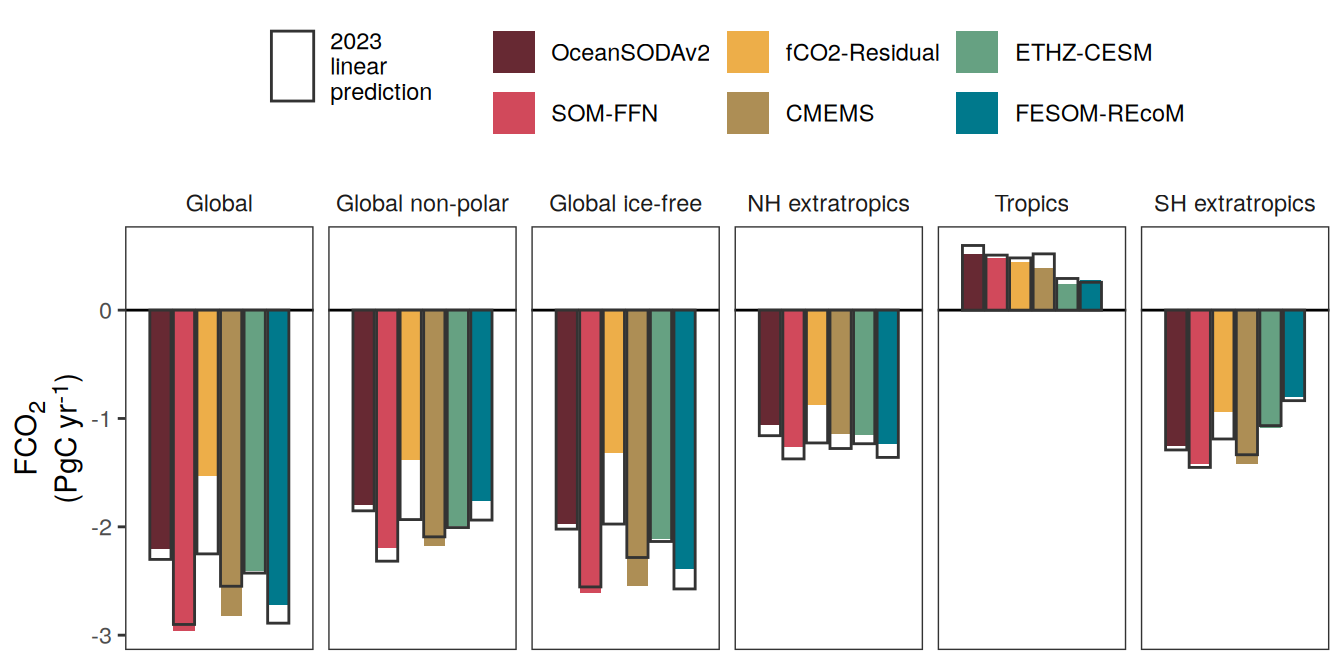 2023
linear
prediction
OceanSODAv2
fCO2-Residual
ETHZ-CESM
SOM-FFN
CMEMS
FESOM-REcoM
Global
Global non-polar
Global ice-free
NH extratropics
Tropics
SH extratropics
0
-1
-2
-3
FCO₂
(PgC yr⁻¹)